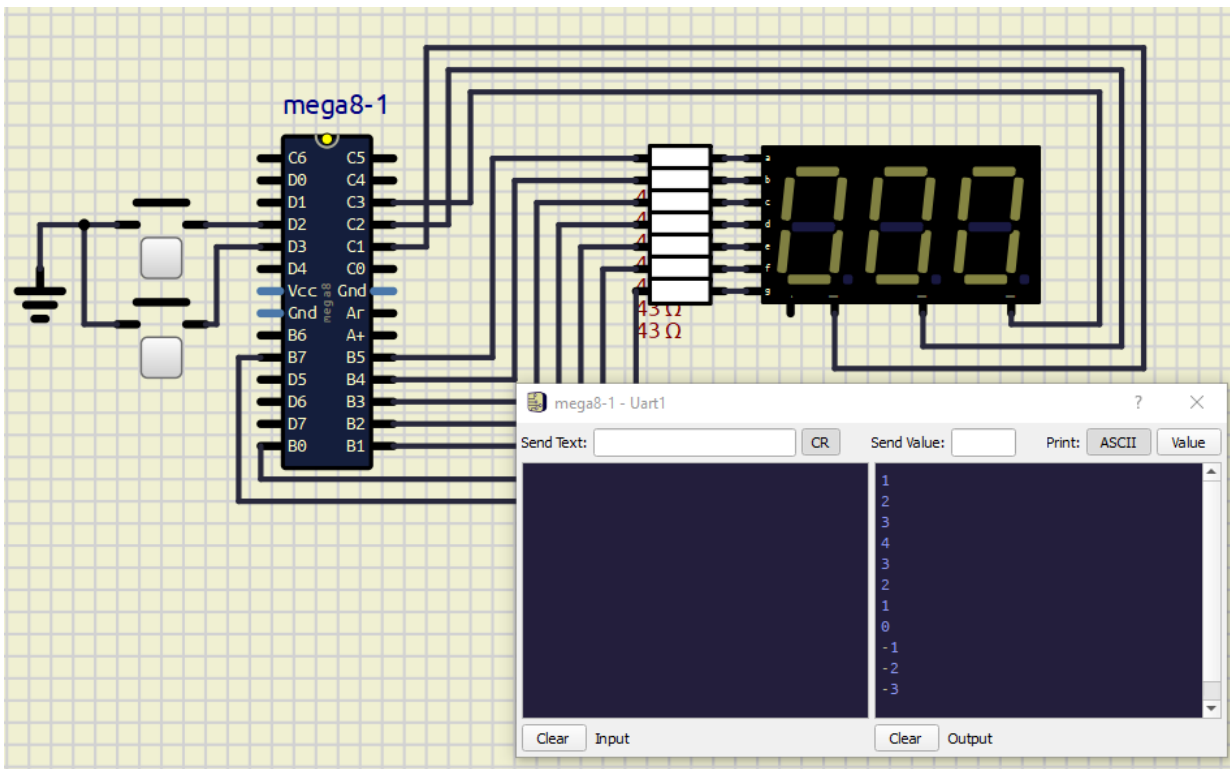 mega8-1
C6 C5
D0 C4
D1 C3
D2 C2
D3 C1
D4 C0
Vcc Gnd
Gnd Ar
mega8
B6 A+
B7 B5
D5 B4
D6 B3
D7 B2
B0 B1
a
b
c
d
e
f
g
43 Ω
43 Ω
mega8-1 - Uart1 ?
Send Text: CR Send Value: Print: ASCII Value
1
2
3
4
3
2
1
0
-1
-2
-3
Clear Input Clear Output